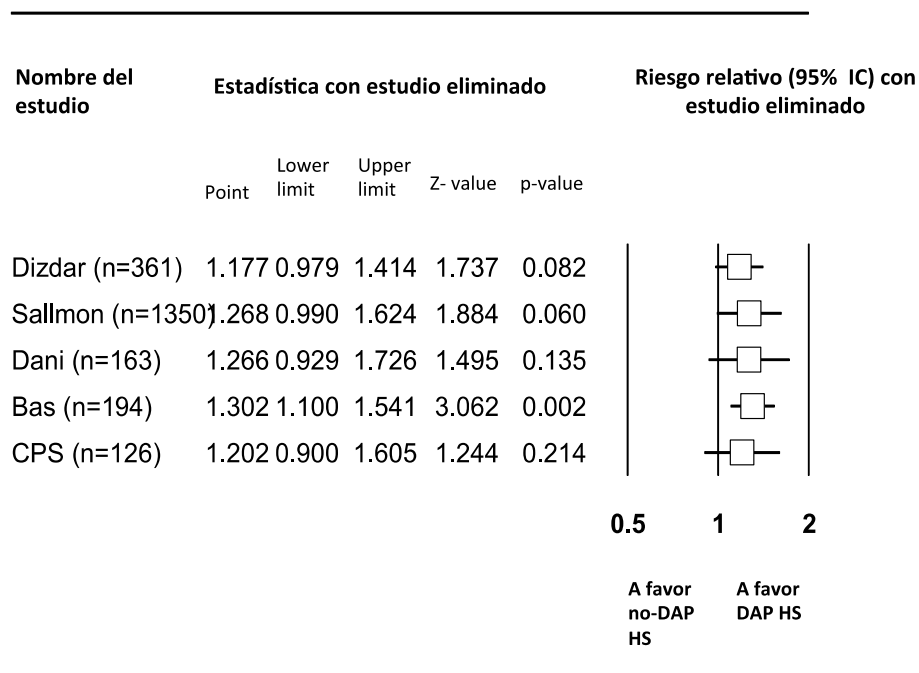 Nombre del
estudio
Estadística con estudio eliminado
Riesgo relativo (95% IC) con
estudio eliminado
Point Lower limit Upper limit Z- value p-value
Dizdar (n=361) 1.177 0.979 1.414 1.737 0.082
Sallmon (n=1350) 1.268 0.990 1.624 1.884 0.060
Dani (n=163) 1.266 0.929 1.726 1.495 0.135
Bas (n=194) 1.302 1.100 1.541 3.062 0.002
CPS (n=126) 1.202 0.900 1.605 1.244 0.214
0.5 1 2
A favor
no-DAP
HS
A favor
DAP HS